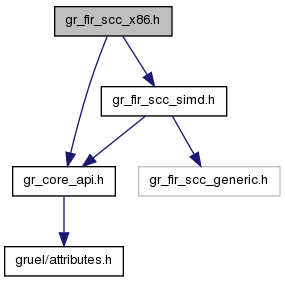 gr_fir_scc_x86.h
gr_fir_scc_simd.h
gr_core_api.h
gr_fir_scc_generic.h
gruel/attributes.h